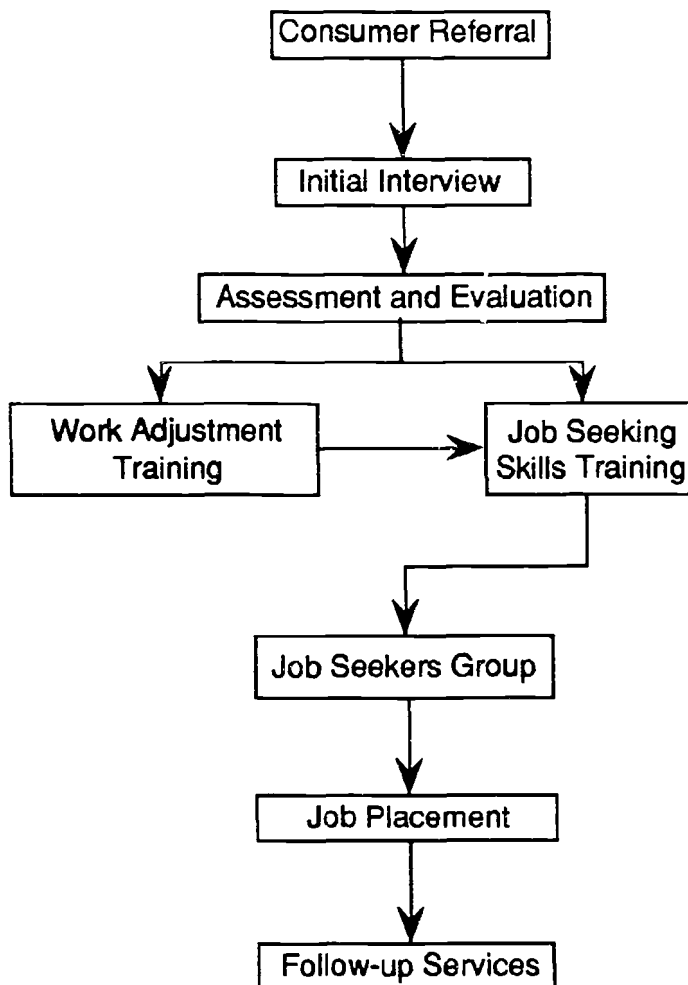 Consumer Referral
Initial Interview
Assessment and Evaluation
Work Adjustment
Training
Job Seeking
Skills Training
Job Seekers Group
Job Placement
Follow-up Services